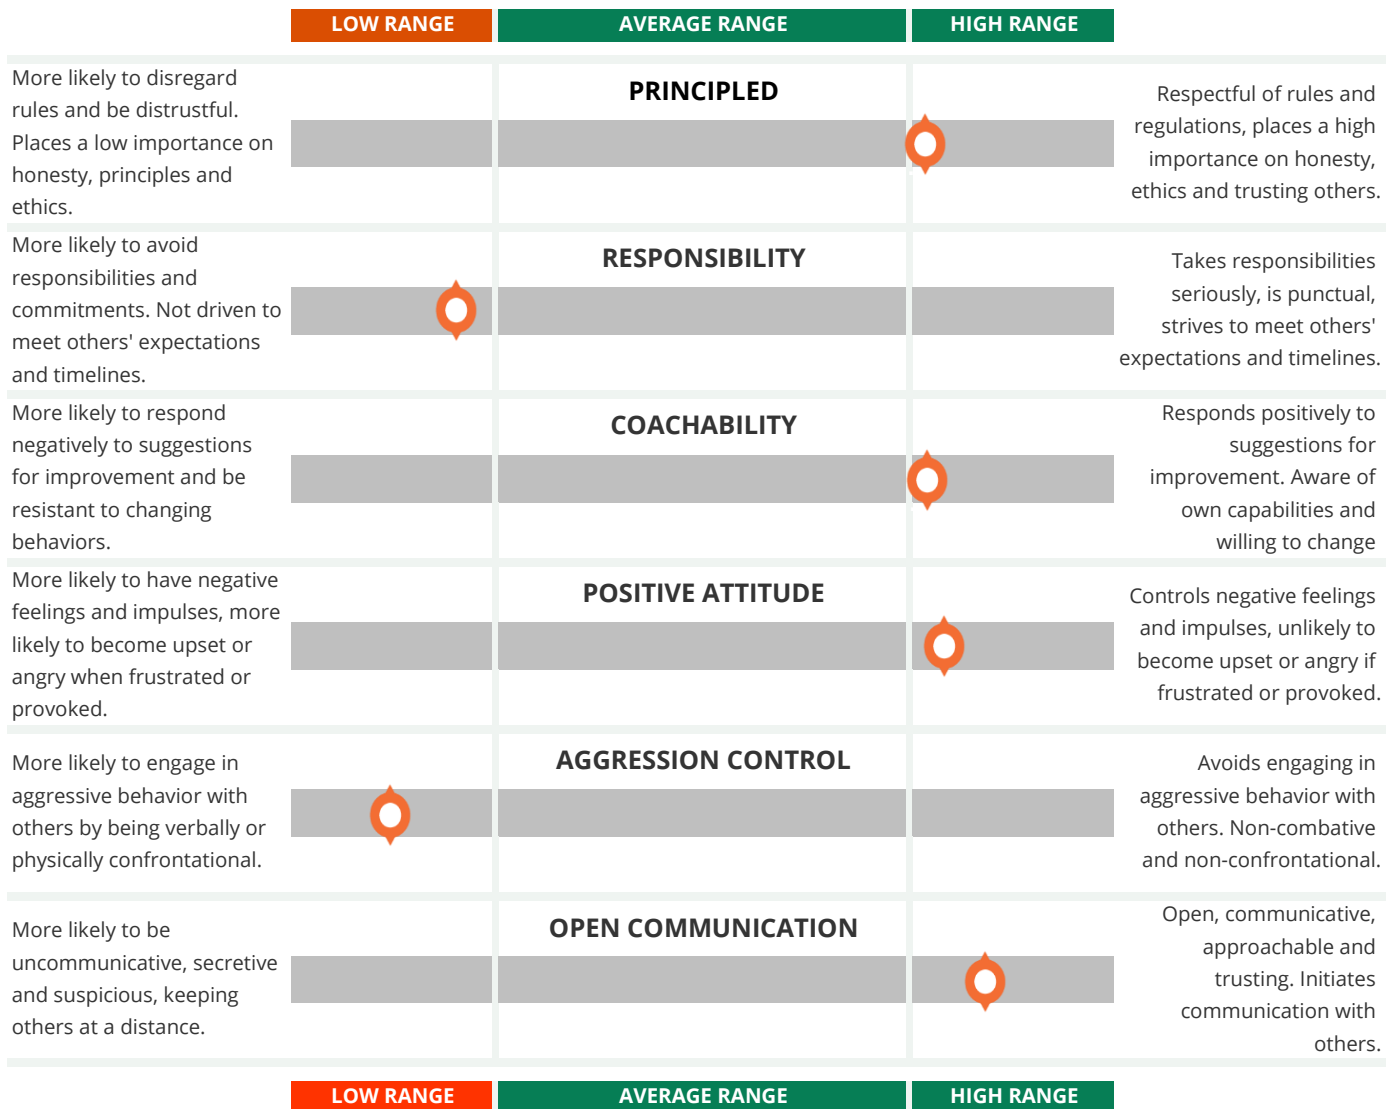 LOW RANGE
AVERAGE RANGE
HIGH RANGE
More likely to disregard
rules and be distrustful.
Places a low importance on
honesty, principles and
ethics.
PRINCIPLED
Respectful of rules and
regulations, places a high
importance on honesty,
ethics and trusting others.
More likely to avoid
responsibilities and
commitments. Not driven to
meet others' expectations
and timelines.
RESPONSIBILITY
Takes responsibilities
seriously, is punctual,
strives to meet others'
expectations and timelines.
More likely to respond
negatively to suggestions
for improvement and be
resistant to changing
behaviors.
COACHABILITY
Responds positively to
suggestions for
improvement. Aware of
own capabilities and
willing to change
More likely to have negative
feelings and impulses, more
likely to become upset or
angry when frustrated or
provoked.
POSITIVE ATTITUDE
Controls negative feelings
and impulses, unlikely to
become upset or angry if
frustrated or provoked.
More likely to engage in
aggressive behavior with
others by being verbally or
physically confrontational.
AGGRESSION CONTROL
Avoids engaging in
aggressive behavior with
others. Non-combative
and non-confrontational.
More likely to be
uncommunicative, secretive
and suspicious, keeping
others at a distance.
OPEN COMMUNICATION
Open, communicative,
approachable and
trusting. Initiates
communication with
others.
LOW RANGE
AVERAGE RANGE
HIGH RANGE